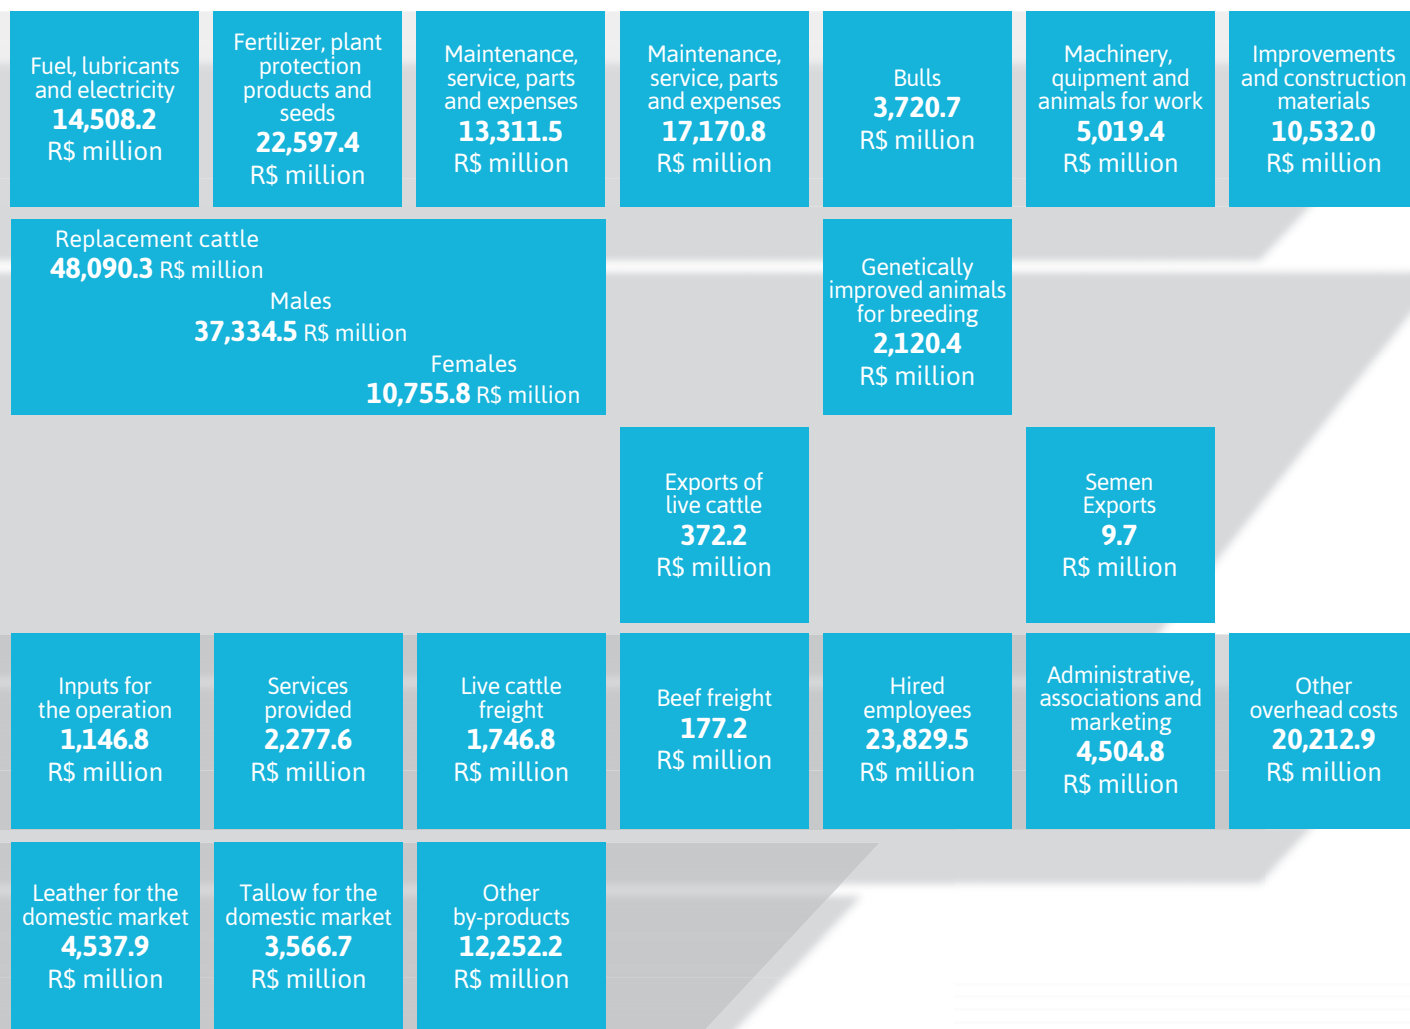 Fuel, lubricants
and electricity
14,508.2
R$ million
Fertilizer, plant
protection
products and
seeds
22,597.4
R$ million
Maintenance,
service, parts
and expenses
13,311.5
R$ million
Maintenance,
service, parts
and expenses
17,170.8
R$ million
Bulls
3,720.7
R$ million
Machinery,
quipment and
animals for work
5,019.4
R$ million
Improvements
and construction
materials
10,532.0
R$ million
Replacement cattle
48,090.3 R$ million
Males
37,334.5 R$ million
Females
10,755.8 R$ million
Genetically
improved animals
for breeding
2,120.4
R$ million
Exports of
live cattle
372.2
R$ million
Semen
Exports
9.7
R$ million
Inputs for
the operation
1,146.8
R$ million
Services
provided
2,277.6
R$ million
Live cattle
freight
1,746.8
R$ million
Beef freight
177.2
R$ million
Hired
employees
23,829.5
R$ million
Administrative,
associations and
marketing
4,504.8
R$ million
Other
overhead costs
20,212.9
R$ million
Leather for the
domestic market
4,537.9
R$ million
Tallow for the
domestic market
3,566.7
R$ million
Other
by-products
12,252.2
R$ million